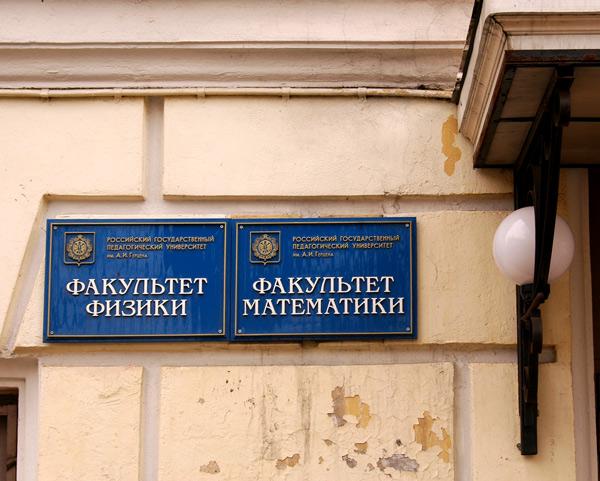 РОССИЙСКИЙ ГОСУДАРСТВЕННЫЙ
ПЕДАГОГИЧЕСКИЙ УНИВЕРСИТЕТ
ИМ. А.И. ГЕРЦЕНА
ФАКУЛЬТЕТ
ФИЗИКИ
РОССИЙСКИЙ ГОСУДАРСТВЕННЫЙ
ПЕДАГОГИЧЕСКИЙ УНИВЕРСИТЕТ
ИМ. А.И. ГЕРЦЕНА
ФАКУЛЬТЕТ
МАТЕМАТИКИ